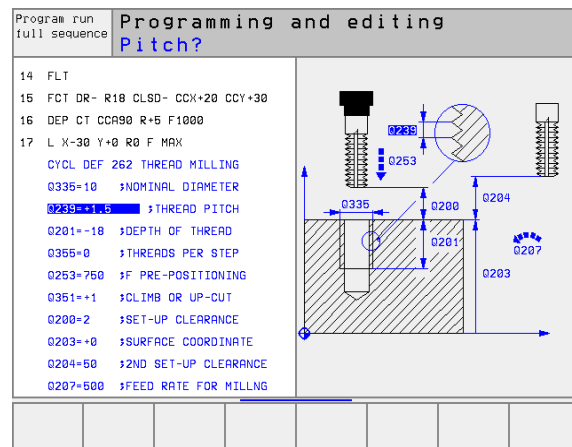 Program run
full sequence
Programming and editing
Pitch?
14 FLT
15 FCT DR- R18 CLSD- CCX+20 CCY+30
16 DEP CT CCA90 R+5 F1000
17 L X-30 Y+0 R0 F MAX
CYCL DEF 262 THREAD MILLING
Q335=10 ;NOMINAL DIAMETER
Q239=+1.5 ;THREAD PITCH
Q201=-18 ;DEPTH OF THREAD
Q355=0 ;THREADS PER STEP
Q253=750 ;F PRE-POSITIONING
Q351=+1 ;CLIMB OR UP-CUT
Q200=2 ;SET-UP CLEARANCE
Q203=+0 ;SURFACE COORDINATE
Q204=50 ;2ND SET-UP CLEARANCE
Q207=500 ;FEED RATE FOR MILLNG
Q239
Q253
Q335
Q200
Q204
Q201
Q207
Q203